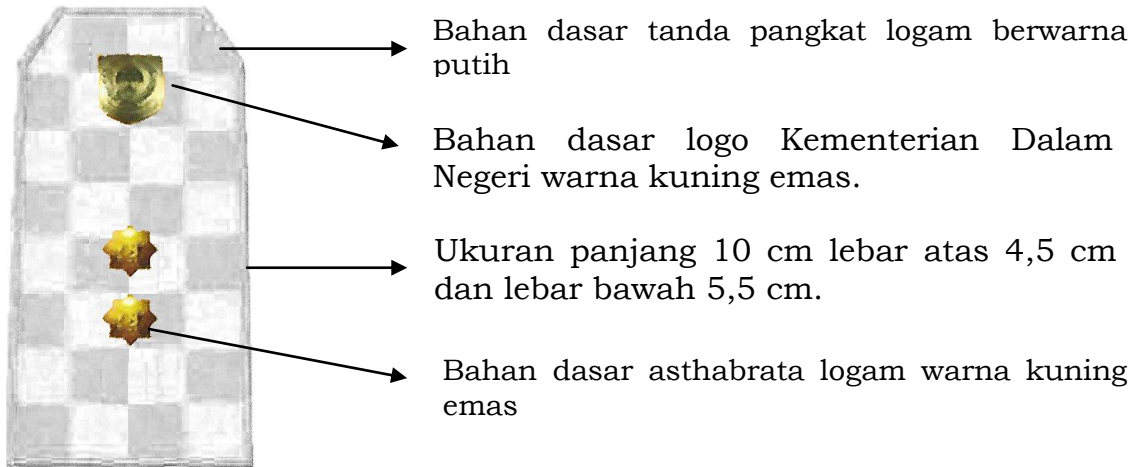 Bahan dasar tanda pangkat logam berwarna
putih
Bahan dasar logo Kementerian Dalam
Negeri warna kuning emas.
Ukuran panjang 10 cm lebar atas 4,5 cm
dan lebar bawah 5,5 cm.
Bahan dasar asthabrata logam warna kuning
emas